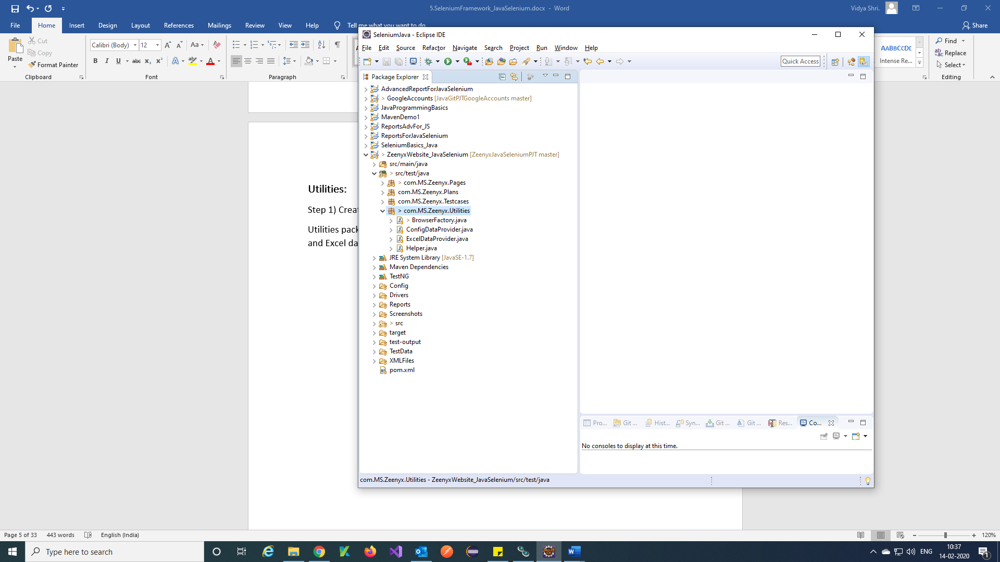 5.SeleniumFramework_JavaSelenium.docx - Word
Vidya Shri.
File Home Insert Design Layout References Mailings Review View Help Tell me what you want to do
Share
Paste
Cut
Copy
Format Painter
Clipboard
Calibri (Body) 12
Font
Paragraph
AABBCCDE
Intense Re...
Find
Replace
Select
Editing
Utilities:
Step 1) Creat
Utilities pack
and Excel da
SeleniumJava - Eclipse IDE
File Edit Source Refactor Navigate Search Project Run Window Help
Quick Access
Package Explorer
AdvancedReportForJavaSelenium
> GoogleAccounts [JavaGitPJTGoogleAccounts master]
JavaProgrammingBasics
MavenDemo1
ReportsAdvFor_JS
ReportsForJavaSelenium
SeleniumBasics_Java
> ZeenyxWebsite_JavaSelenium [ZeenyxJavaSeleniumPJT master]
src/main/java
> src/test/java
> com.MS.Zeenyx.Pages
com.MS.Zeenyx.Plans
com.MS.Zeenyx.Testcases
> com.MS.Zeenyx.Utilities
> BrowserFactory.java
ConfigDataProvider.java
ExcelDataProvider.java
Helper.java
JRE System Library [JavaSE-1.7]
Maven Dependencies
TestNG
Config
Drivers
Reports
Screenshots
> src
target
test-output
TestData
XMLFiles
pom.xml
Pro... Git ... Hist... Syn... Git ... Git ... Res... Co...
No consoles to display at this time.
com.MS.Zeenyx.Utilities - ZeenyxWebsite_JavaSelenium/src/test/java
Page 5 of 33 443 words English (India)
120%
Type here to search
ENG
10:37
14-02-2020
1